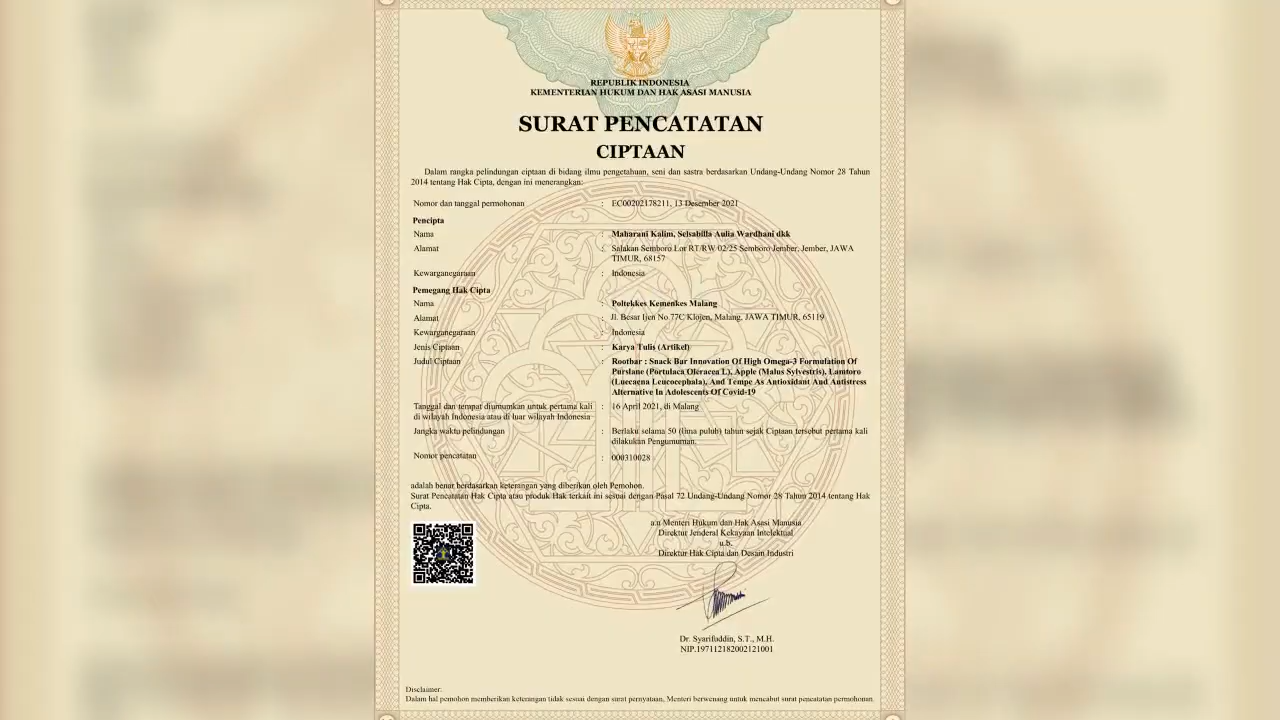 REPUBLIK INDONESIA
KEMENTERIAN HUKUM DAN HAK ASASI MANUSIA
SURAT PENCATATAN
CIPTAAN
Dalam rangka pelindungan ciptaan di bidang ilmu pengetahuan, seni dan sastra berdasarkan Undang-Undang Nomor 28 Tahun
2014 tentang Hak Cipta, dengan ini menerangkan:
Nomor dan tanggal permohonan : EC00202178211, 13 Desember 2021
Pencipta
Nama : Maharani Kalim, Selsabilla Aulia Wardhani dkk
Alamat : Salakan Semboro Lor RT/RW 02/25 Semboro Jember, Jember, JAWA
TIMUR, 68157
Kewarganegaraan : Indonesia
Pemegang Hak Cipta
Nama : Poltekkes Kemenkes Malang
Alamat : Jl. Besar Ijen No 77C Klojen, Malang, JAWA TIMUR, 65119
Kewarganegaraan : Indonesia
Jenis Ciptaan : Karya Tulis (Artikel)
Judul Ciptaan : Rootbar : Snack Bar Innovation Of High Omega-3 Formulation Of
Purslane (Portulaca Oleracea L), Apple (Malus Sylvestris), Lamtoro
(Luecaena Leucocephala), And Tempe As Antioxidant And Antistress
Alternative In Adolescents Of Covid-19
Tanggal dan tempat diumumkan untuk pertama kali : 16 April 2021, di Malang
di wilayah Indonesia atau di luar wilayah Indonesia
Jangka waktu pelindungan : Berlaku selama 50 (lima puluh) tahun sejak Ciptaan tersebut pertama kali
dilakukan Pengumuman.
Nomor pencatatan : 000310028
adalah benar berdasarkan keterangan yang diberikan oleh Pemohon.
Surat Pencatatan Hak Cipta atau produk Hak terkait ini sesuai dengan Pasal 72 Undang-Undang Nomor 28 Tahun 2014 tentang Hak
Cipta.
a.n Menteri Hukum dan Hak Asasi Manusia
Direktur Jenderal Kekayaan Intelektual
u.b.
Direktur Hak Cipta dan Desain Industri
Dr. Syarifuddin, S.T., M.H.
NIP.197112182002121001
Disclaimer:
Dalam hal pemohon memberikan keterangan tidak sesuai dengan surat pernyataan, Menteri berwenang untuk mencabut surat pencatatan permohonan